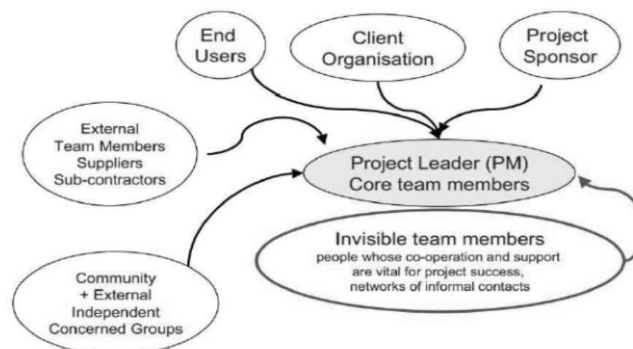 End
Users
Client
Organisation
Project
Sponsor
External
Team Members
Suppliers
Sub-contractors
Project Leader (PM)
Core team members
Invisible team members
people whose co-operation and support
are vital for project success,
networks of informal contacts
Community
+ External
Independent
Concerned Groups